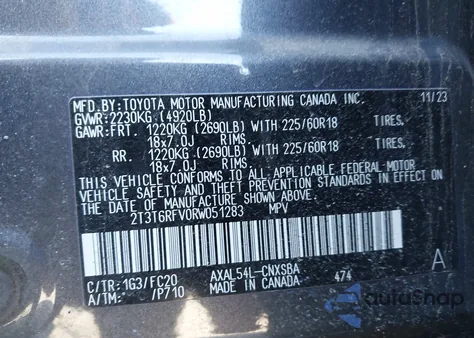 MFD.BY:TOYOTA MOTOR MANUFACTURING CANADA INC. 11/23
GVWR:2230KG (4920LB)
GAWR:FRT. 1220KG (2690LB) WITH 225/60R18 TIRES,
18x7.0J RIMS,
RR. 1220KG (2690LB) WITH 225/60R18 TIRES,
18x7.0J RIMS,
THIS VEHICLE CONFORMS TO ALL APPLICABLE FEDERAL MOTOR
VEHICLE SAFETY AND THEFT PREVENTION STANDARDS IN EFFECT ON
THE DATE OF MANUFACTURE SHOWN ABOVE.
2T3T6RFV0RW051283 MPV
C/TR:1G3/FC20 AXAL54L-CNXSBA 474 A
A/TM: /P710 MADE IN CANADA
AutoShop